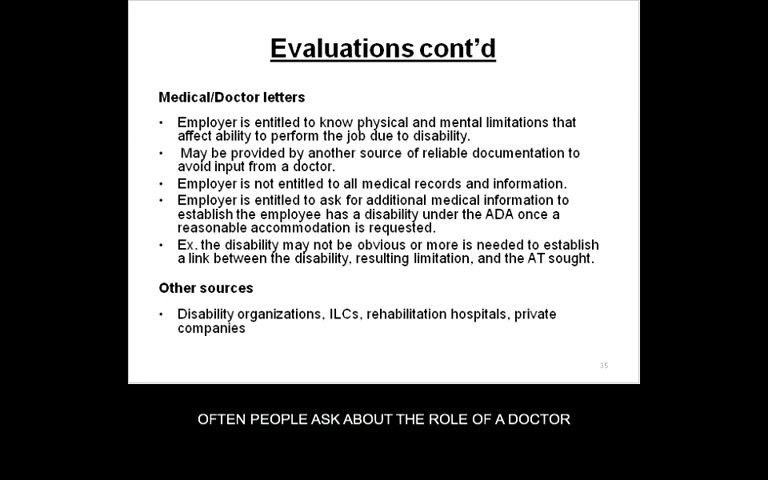 Evaluations cont'd
Medical/Doctor letters
• Employer is entitled to know physical and mental limitations that
affect ability to perform the job due to disability.
• May be provided by another source of reliable documentation to
avoid input from a doctor.
• Employer is not entitled to all medical records and information.
• Employer is entitled to ask for additional medical information to
establish the employee has a disability under the ADA once a
reasonable accommodation is requested.
• Ex. the disability may not be obvious or more is needed to establish
a link between the disability, resulting limitation, and the AT sought.
Other sources
• Disability organizations, ILCs, rehabilitation hospitals, private
companies
35
OFTEN PEOPLE ASK ABOUT THE ROLE OF A DOCTOR